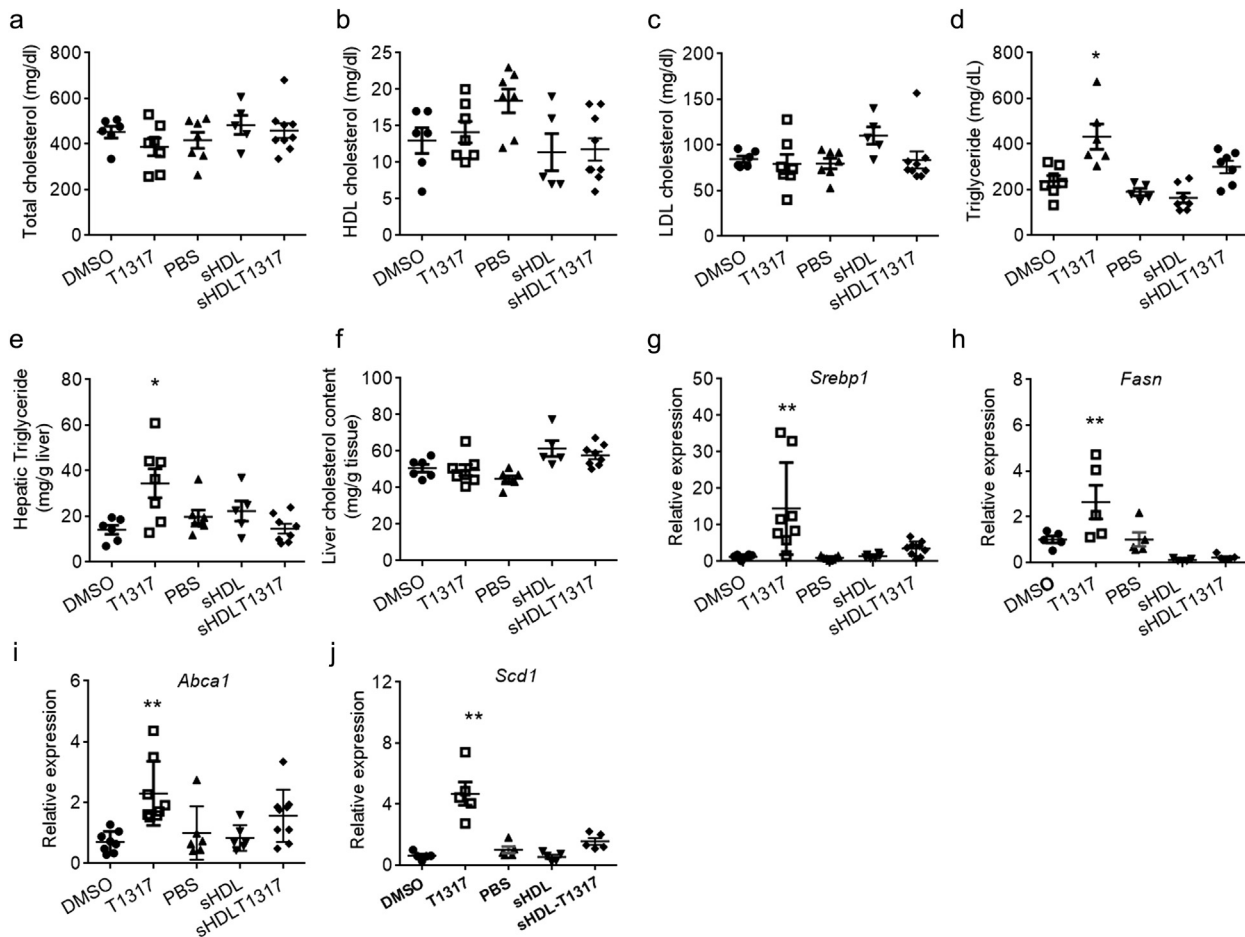 a
Total cholesterol (mg/dl)
800
600
400
200
0
DMSO
T1317
PBS
sHDL
sHDLT1317
b
HDL cholesterol (mg/dl)
25
20
15
10
5
0
DMSO
T1317
PBS
sHDL
sHDLT1317
c
LDL cholesterol (mg/dl)
200
150
100
50
0
DMSO
T1317
PBS
sHDL
sHDLT1317
d
Triglyceride (mg/dL)
800
600
400
200
0
*
DMSO
T1317
PBS
sHDL
sHDLT1317
e
Hepatic Triglyceride
(mg/g liver)
80
60
40
20
0
*
DMSO
T1317
PBS
sHDL
sHDLT1317
f
Liver cholesterol content
(mg/g tissue)
100
80
60
40
20
0
DMSO
T1317
PBS
sHDL
sHDLT1317
g
Srebp1
Relative expression
50
40
30
20
10
0
**
DMSO
T1317
PBS
sHDL
sHDLT1317
h
Fasn
Relative expression
8
6
4
2
0
**
DMSO
T1317
PBS
sHDL
sHDLT1317
i
Abca1
Relative expression
6
4
2
0
**
DMSO
T1317
PBS
sHDL
sHDLT1317
j
Scd1
Relative expression
12
8
4
0
**
DMSO
T1317
PBS
sHDL
sHDL-T1317